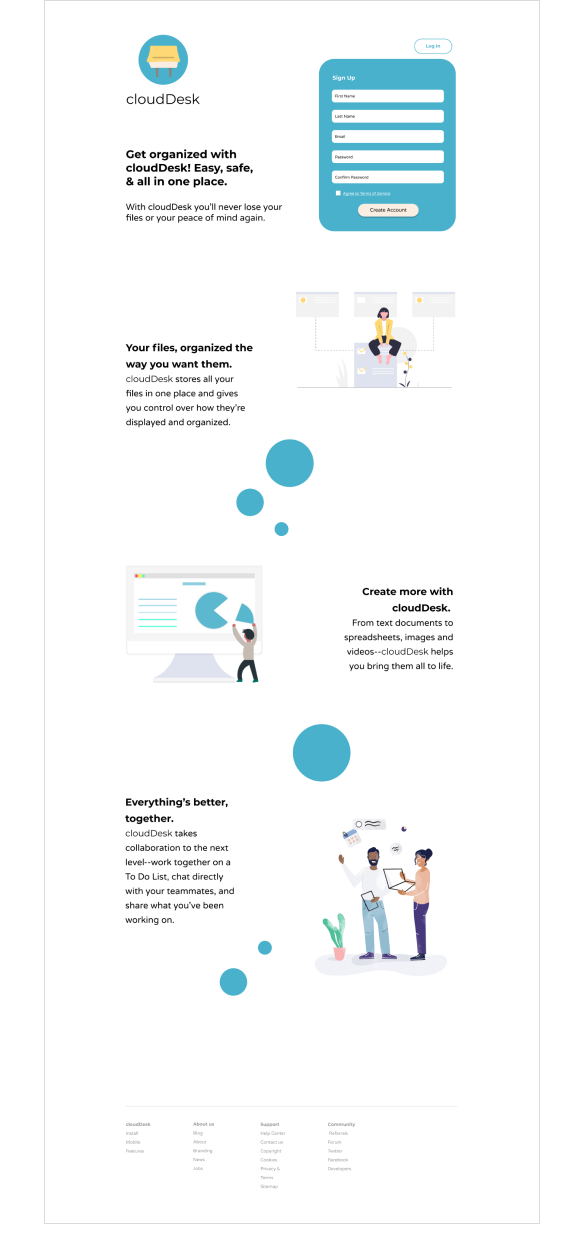 cloudDesk
Get organized with
cloudDesk! Easy, safe,
& all in one place.
With cloudDesk you'll never lose your
files or your peace of mind again.
Log in
Sign Up
First Name
Last Name
Email
Password
Confirm Password
Agree to Terms of Service
Create Account
Your files, organized the
way you want them.
cloudDesk stores all your
files in one place and gives
you control over how they're
displayed and organized.
Create more with
cloudDesk.
From text documents to
spreadsheets, images and
videos--cloudDesk helps
you bring them all to life.
Everything's better,
together.
cloudDesk takes
collaboration to the next
level--work together on a
To Do List, chat directly
with your teammates, and
share what you've been
working on.
cloudDesk
Install
Mobile
Features
About us
Blog
About
Branding
News
Jobs
Support
Help Center
Contact us
Copyright
Cookies
Privacy &
Terms
Sitemap
Community
Referrals
Forum
Twitter
Facebook
Developers